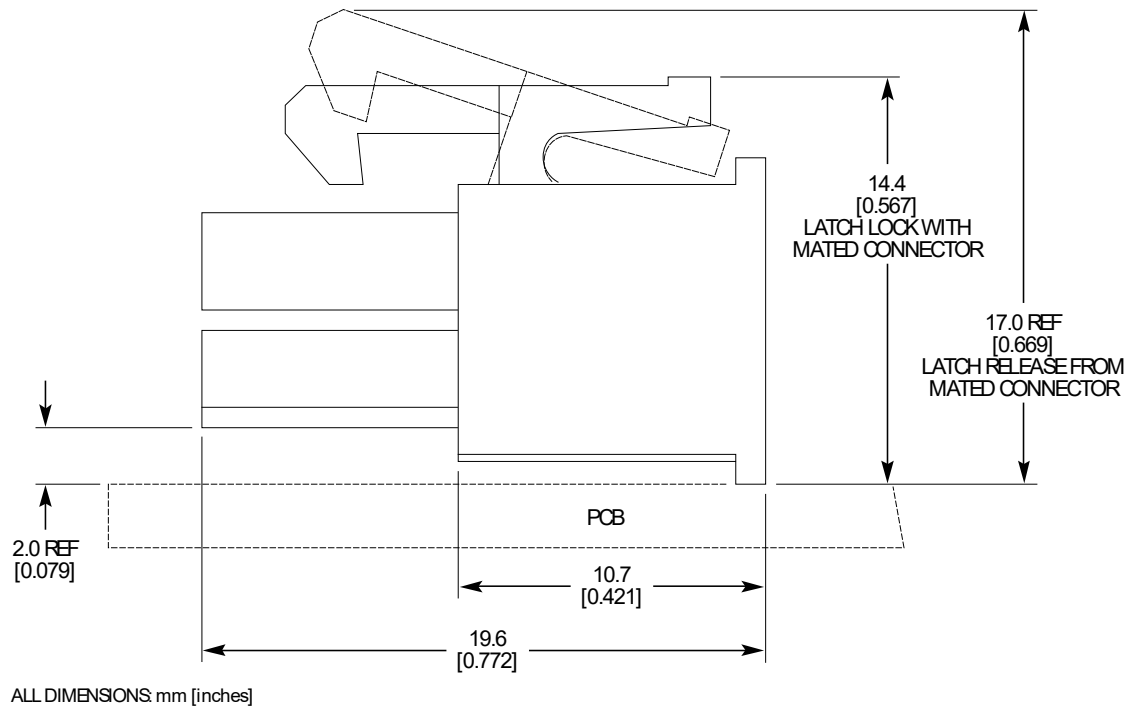 14.4
[0.567]
LATCH LOCK WITH
MATED CONNECTOR
17.0 REF
[0.669]
LATCH RELEASE FROM
MATED CONNECTOR
PCB
2.0 REF
[0.079]
10.7
[0.421]
19.6
[0.772]
ALL DIMENSIONS: mm [inches]